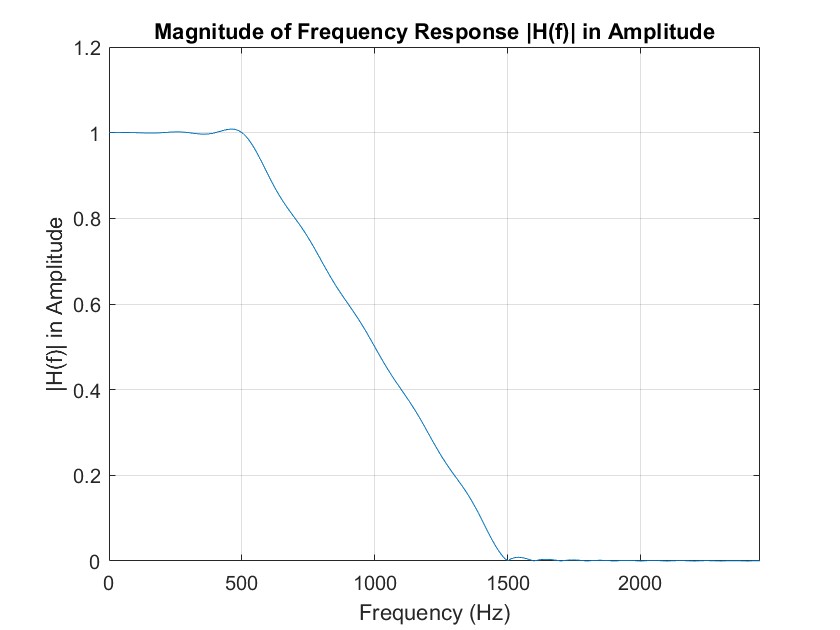 Magnitude of Frequency Response |H(f)| in Amplitude
1.2
1
0.8
0.6
0.4
0.2
0
|H(f)| in Amplitude
0 500 1000 1500 2000
Frequency (Hz)